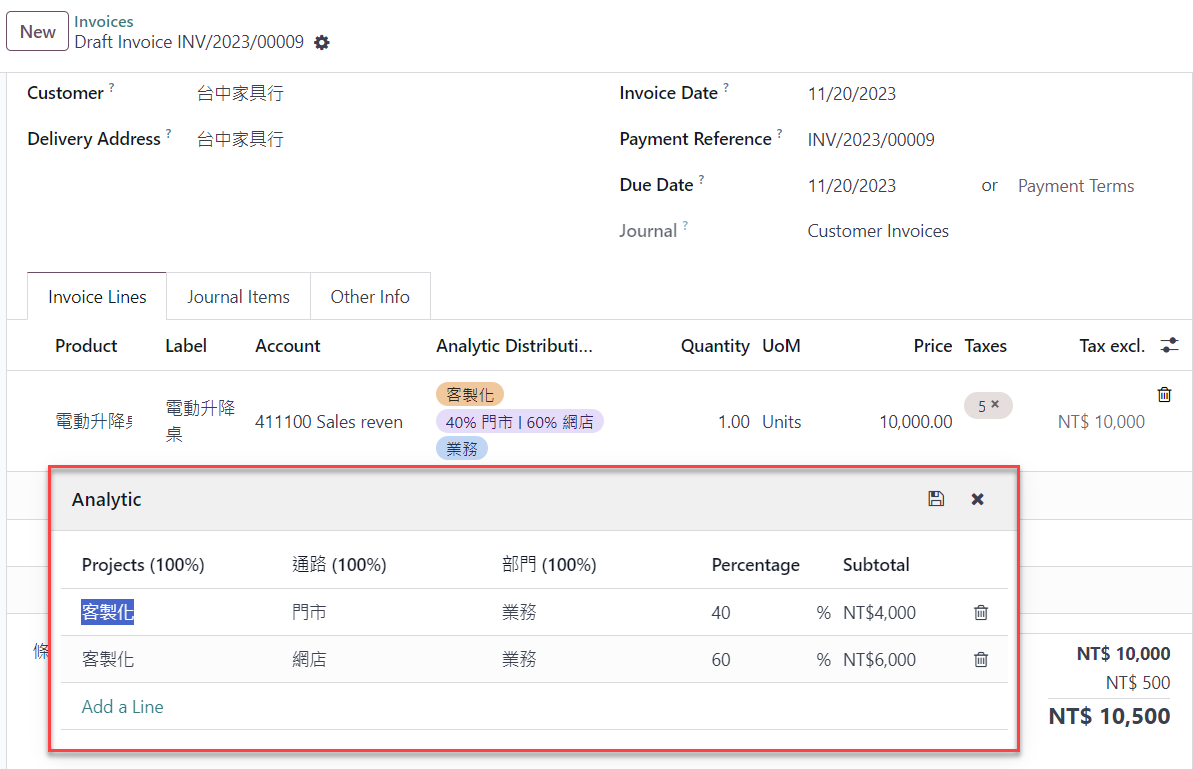 New
Invoices
Draft Invoice INV/2023/00009
Customer ? 台中家具行
Invoice Date ? 11/20/2023
Delivery Address ? 台中家具行
Payment Reference ? INV/2023/00009
Due Date ? 11/20/2023 or Payment Terms
Journal ? Customer Invoices
Invoice Lines Journal Items Other Info
Product Label Account Analytic Distributi... Quantity UoM Price Taxes Tax excl.
電動升降 電動升降桌 411100 Sales reven 客製化 40% 門市 | 60% 網店 業務 1.00 Units 10,000.00 5 × NT$ 10,000
Analytic
Projects (100%) 通路 (100%) 部門 (100%) Percentage Subtotal
客製化 門市 業務 40 % NT$4,000
客製化 網店 業務 60 % NT$6,000
Add a Line
條
NT$ 10,000
NT$ 500
NT$ 10,500